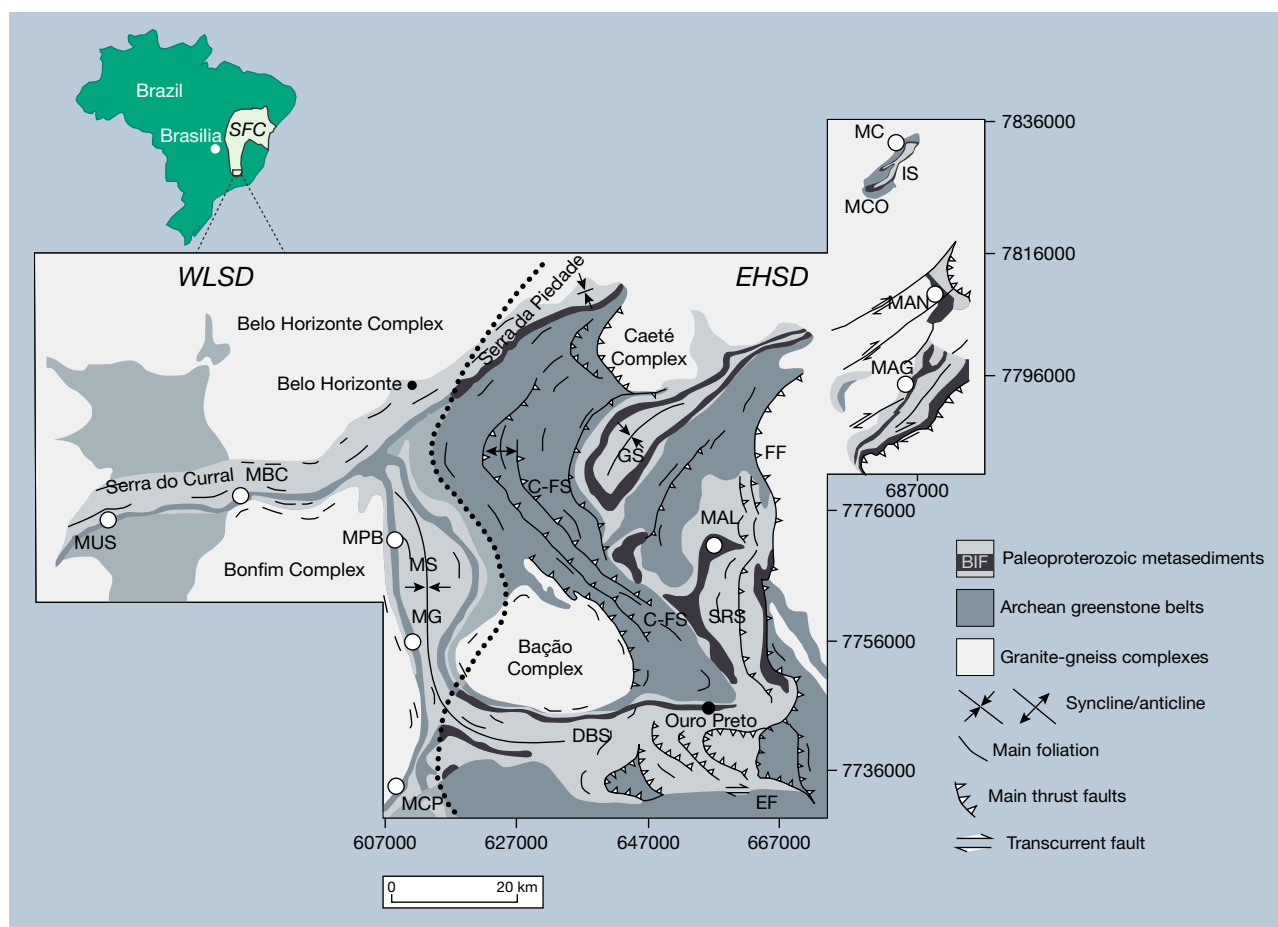 Brazil
Brasilia
SFC
WLSD
EHSD
Belo Horizonte Complex
Serra da Piedade
Caeté
Complex
Belo Horizonte
MC
IS
MCO
MAN
MAG
Serra do Curral
MBC
MUS
GS
FF
C-FS
MAL
MPB
MS
Bonfim Complex
MG
C-FS
SRS
Bação
Complex
Ouro Preto
DBS
MCP
EF
7836000
7816000
7796000
687000
7776000
7756000
7736000
607000
627000
647000
667000
0
20 km
BIF
Paleoproterozoic metasediments
Archean greenstone belts
Granite-gneiss complexes
Syncline/anticline
Main foliation
Main thrust faults
Transcurrent fault